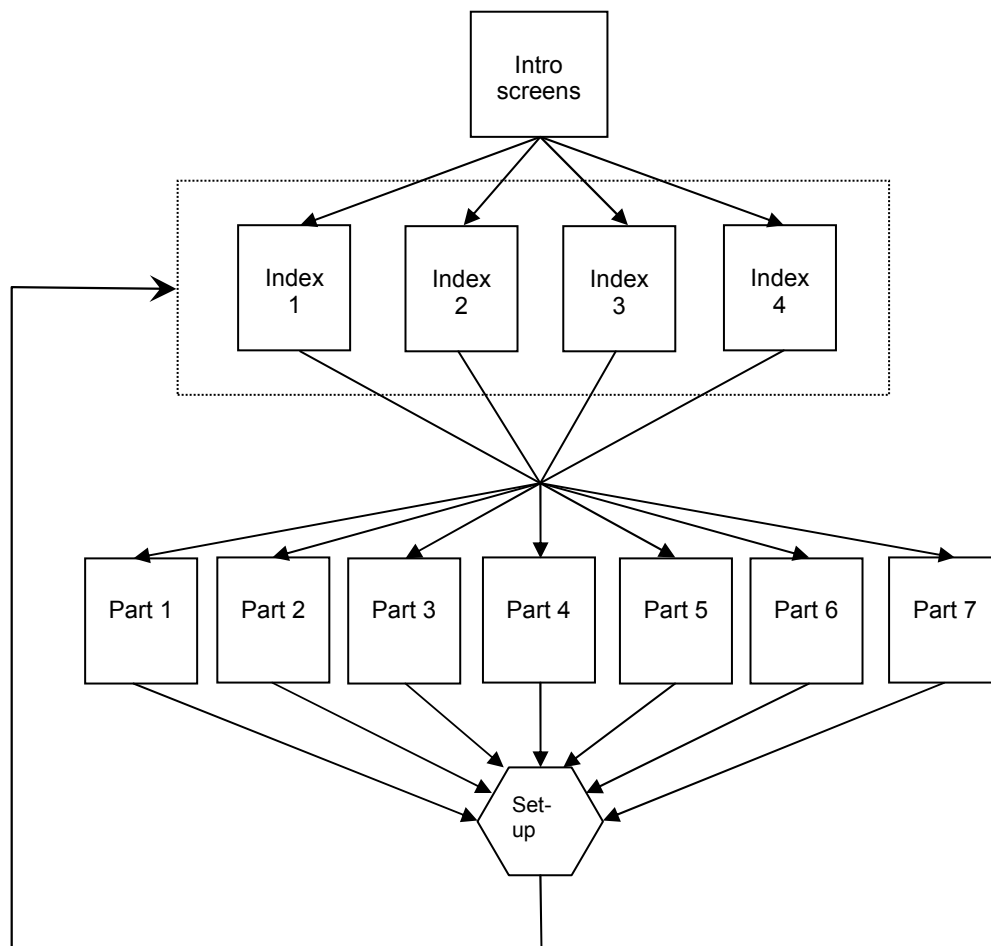 Intro
screens
Index
1
Index
2
Index
3
Index
4
Part 1
Part 2
Part 3
Part 4
Part 5
Part 6
Part 7
Set-
up